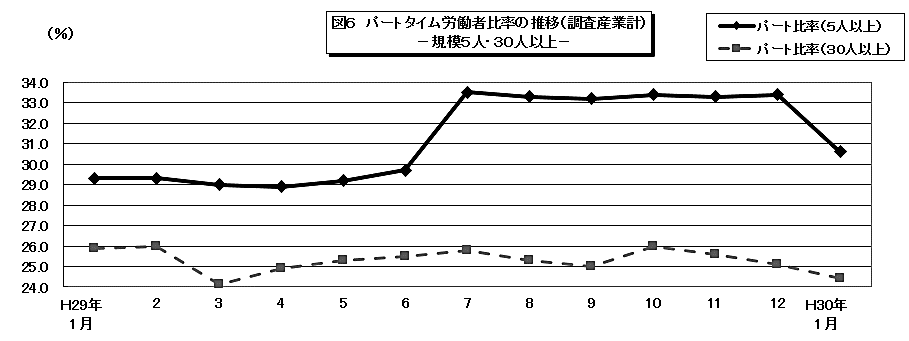 図6 パートタイム労働者比率の推移(調査産業計)
－規模5人・30人以上－
(%)
パート比率(5人以上)
パート比率(30人以上)
34.0
33.0
32.0
31.0
30.0
29.0
28.0
27.0
26.0
25.0
24.0
H29年 2 3 4 5 6 7 8 9 10 11 12 H30年
1月 1月